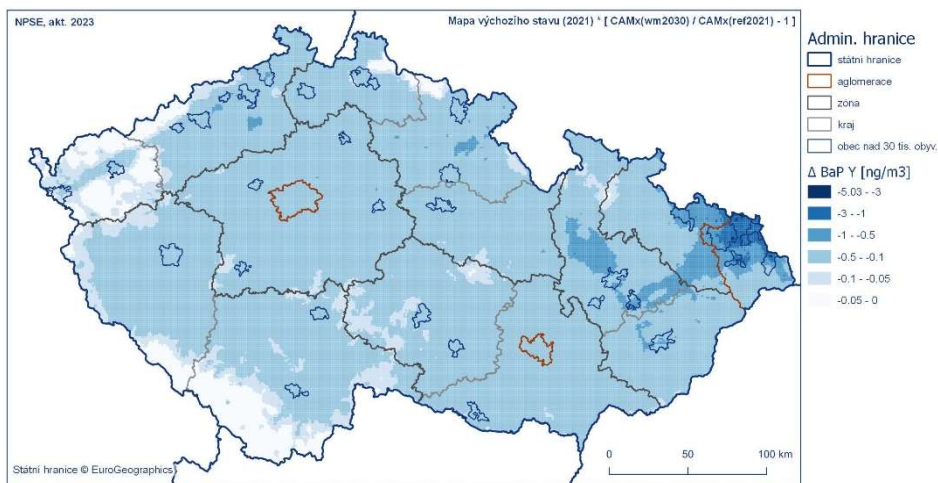 NPSE, akt. 2023
Mapa výchozího stavu (2021) * [ CAMx(wm2030) / CAMx(ref2021) - 1 ]
Admin. hranice
státní hranice
aglomerace
zóna
kraj
obec nad 30 tis. obyv.
Δ BaP Y [ng/m3]
-5.03 - -3
-3 - -1
-1 - -0.5
-0.5 - -0.1
-0.1 - -0.05
-0.05 - 0
Státní hranice © EuroGeographics
0 50 100 km